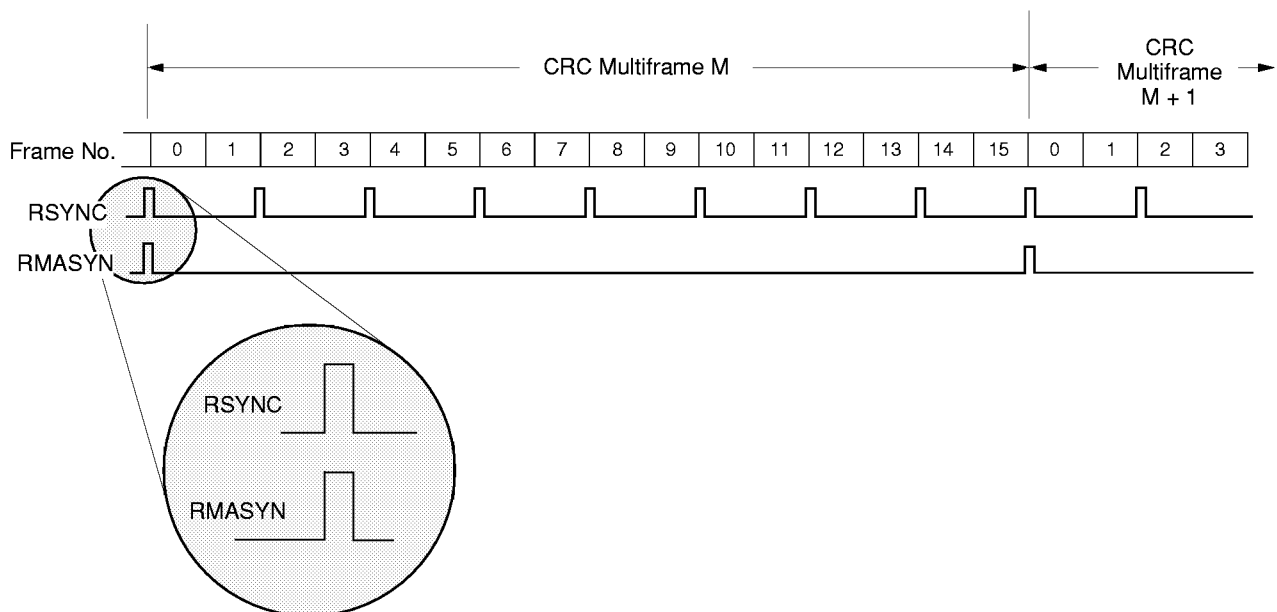 CRC Multiframe M
CRC
Multiframe
M + 1
Frame No. 0 1 2 3 4 5 6 7 8 9 10 11 12 13 14 15 0 1 2 3
RSYNC
RMASYN
RSYNC
RMASYN